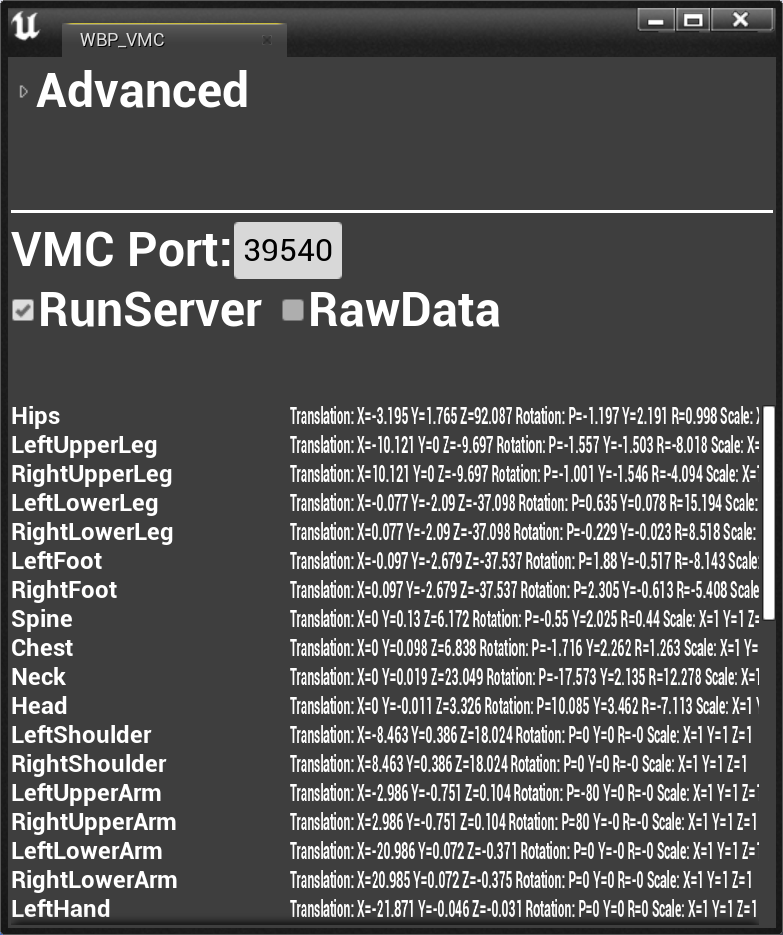 WBP_VMC
Advanced
VMC Port: 39540
RunServer RawData
Hips Translation: X=-3.195 Y=1.765 Z=92.087 Rotation: P=-1.197 Y=2.191 R=0.998 Scale:
LeftUpperLeg Translation: X=-10.121 Y=0 Z=-9.697 Rotation: P=-1.557 Y=-1.503 R=-8.018 Scale: X=
RightUpperLeg Translation: X=10.121 Y=0 Z=-9.697 Rotation: P=-1.001 Y=-1.546 R=-4.094 Scale: X=
LeftLowerLeg Translation: X=-0.077 Y=-2.09 Z=-37.098 Rotation: P=0.635 Y=0.078 R=15.194 Scale:
RightLowerLeg Translation: X=0.077 Y=-2.09 Z=-37.098 Rotation: P=-0.229 Y=-0.023 R=8.518 Scale:
LeftFoot Translation: X=-0.097 Y=-2.679 Z=-37.537 Rotation: P=1.88 Y=-0.517 R=-8.143 Scale:
RightFoot Translation: X=0.097 Y=-2.679 Z=-37.537 Rotation: P=2.305 Y=-0.613 R=-5.408 Scale
Spine Translation: X=0 Y=0.13 Z=6.172 Rotation: P=-0.55 Y=2.025 R=0.44 Scale: X=1 Y=1 Z=
Chest Translation: X=0 Y=0.098 Z=6.838 Rotation: P=-1.716 Y=2.262 R=1.263 Scale: X=1 Y=
Neck Translation: X=0 Y=0.019 Z=23.049 Rotation: P=-17.573 Y=2.135 R=12.278 Scale: X=1
Head Translation: X=0 Y=-0.011 Z=3.326 Rotation: P=10.085 Y=3.462 R=-7.113 Scale: X=1
LeftShoulder Translation: X=-8.463 Y=0.386 Z=18.024 Rotation: P=0 Y=0 R=-0 Scale: X=1 Y=1 Z=1
RightShoulder Translation: X=8.463 Y=0.386 Z=18.024 Rotation: P=0 Y=0 R=-0 Scale: X=1 Y=1 Z=1
LeftUpperArm Translation: X=-2.986 Y=-0.751 Z=0.104 Rotation: P=-80 Y=0 R=-0 Scale: X=1 Y=1 Z=
RightUpperArm Translation: X=2.986 Y=-0.751 Z=0.104 Rotation: P=80 Y=-0 R=-0 Scale: X=1 Y=1 Z=1
LeftLowerArm Translation: X=-20.986 Y=0.072 Z=-0.371 Rotation: P=0 Y=-0 R=-0 Scale: X=1 Y=1 Z=
RightLowerArm Translation: X=20.985 Y=0.072 Z=-0.375 Rotation: P=0 Y=0 R=-0 Scale: X=1 Y=1 Z=1
LeftHand Translation: X=-21.871 Y=-0.046 Z=-0.031 Rotation: P=0 Y=0 R=0 Scale: X=1 Y=1 Z=1